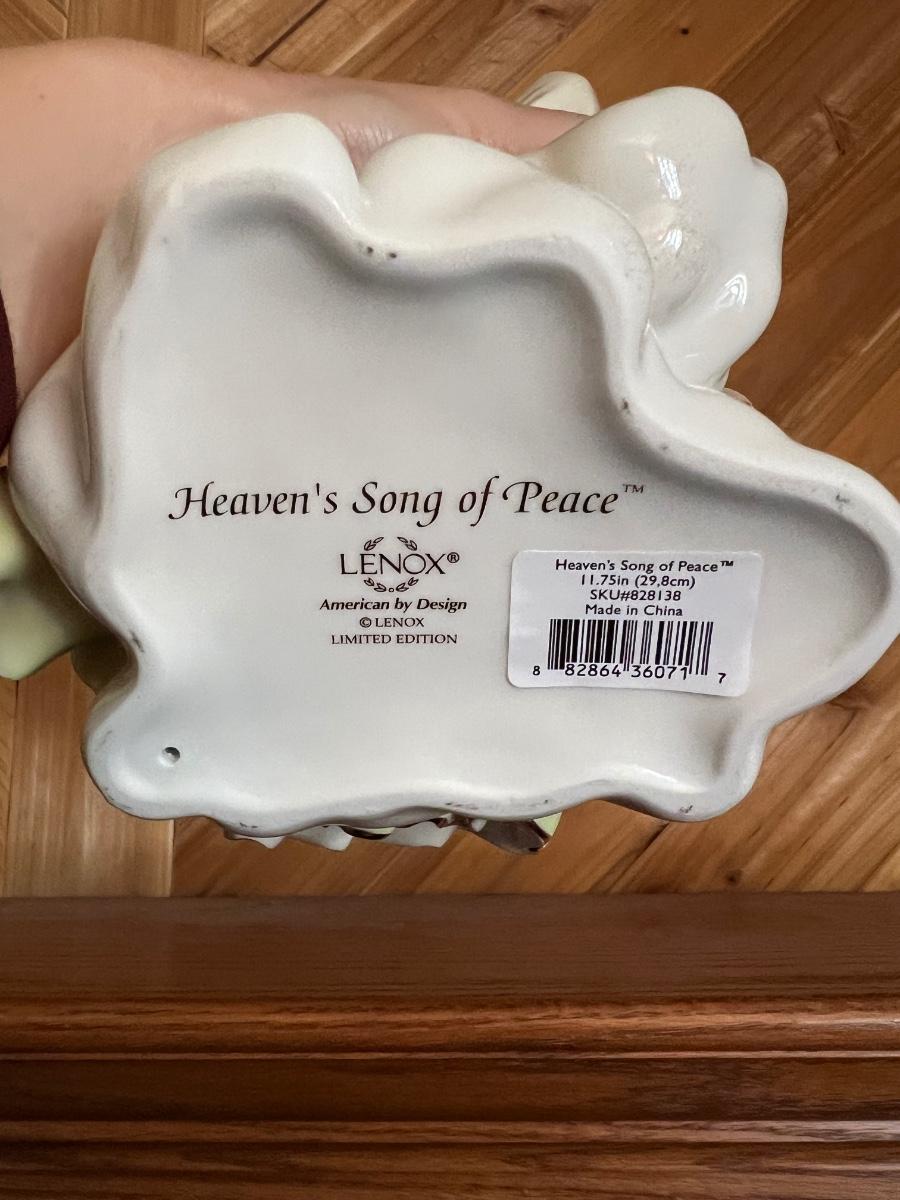 Heaven's Song of Peace™
LENOX®
American by Design
© LENOX
LIMITED EDITION
Heaven's Song of Peace™
11.75in (29,8cm)
SKU#828138
Made in China
8 82864 36071 7